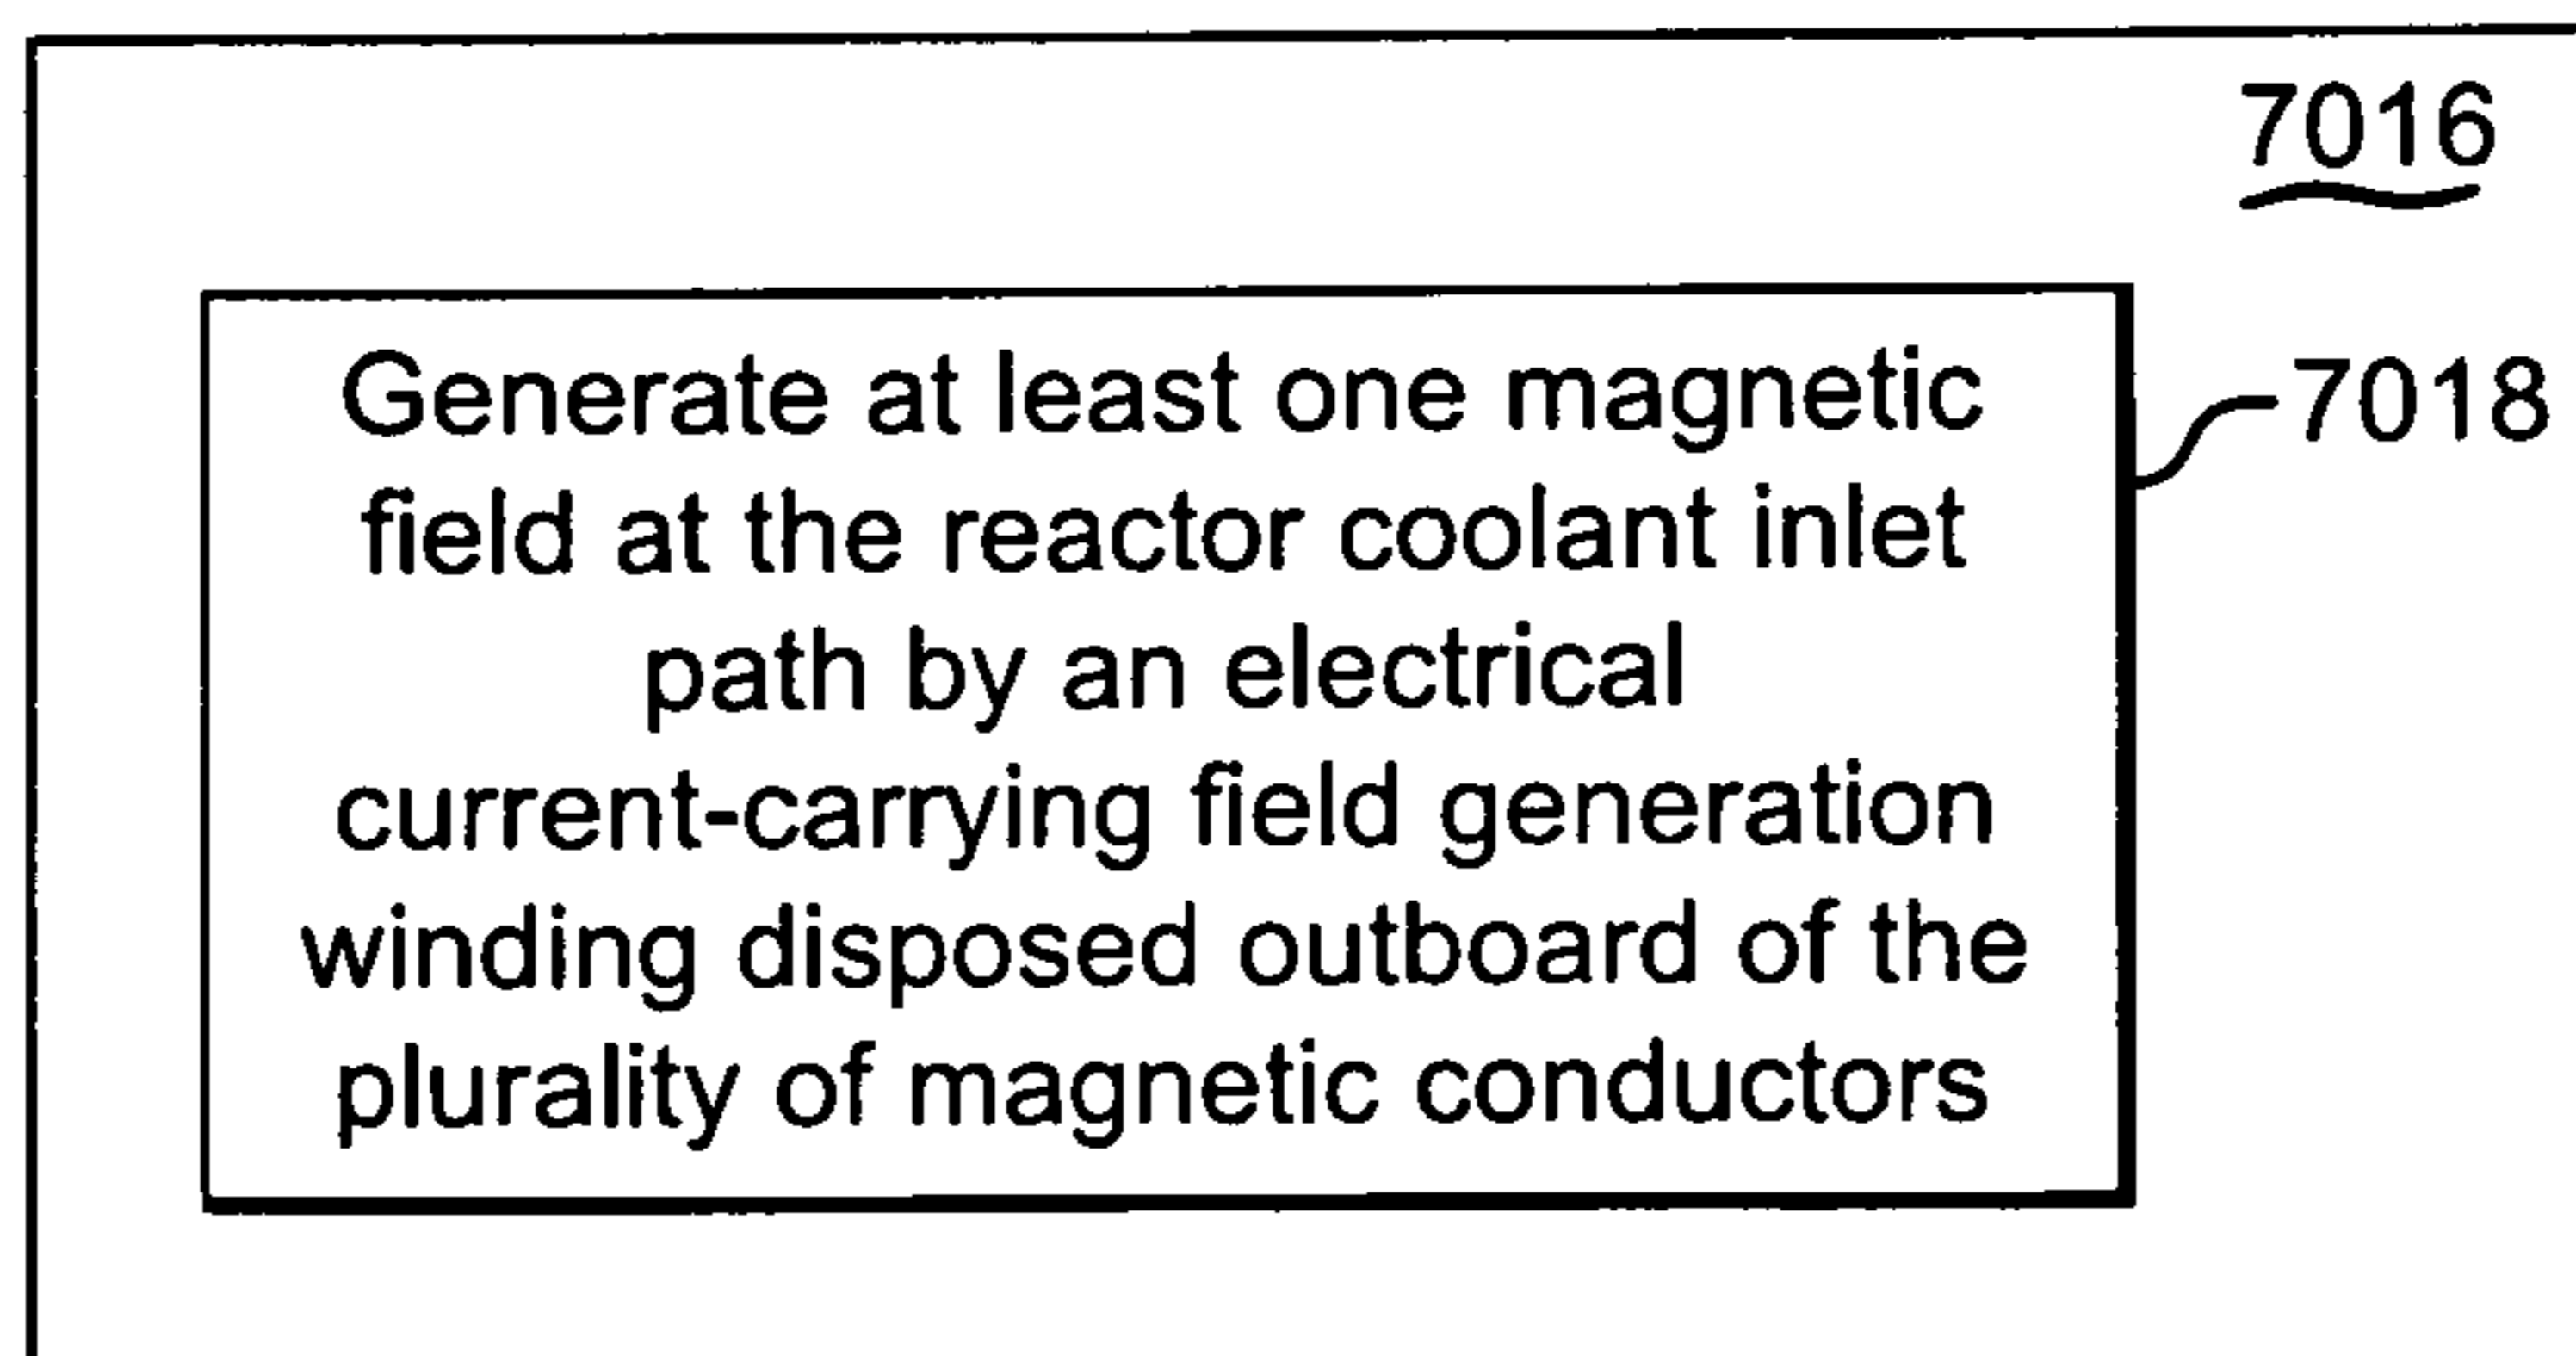 7016
Generate at least one magnetic
field at the reactor coolant inlet
path by an electrical
current-carrying field generation
winding disposed outboard of the
plurality of magnetic conductors
7018